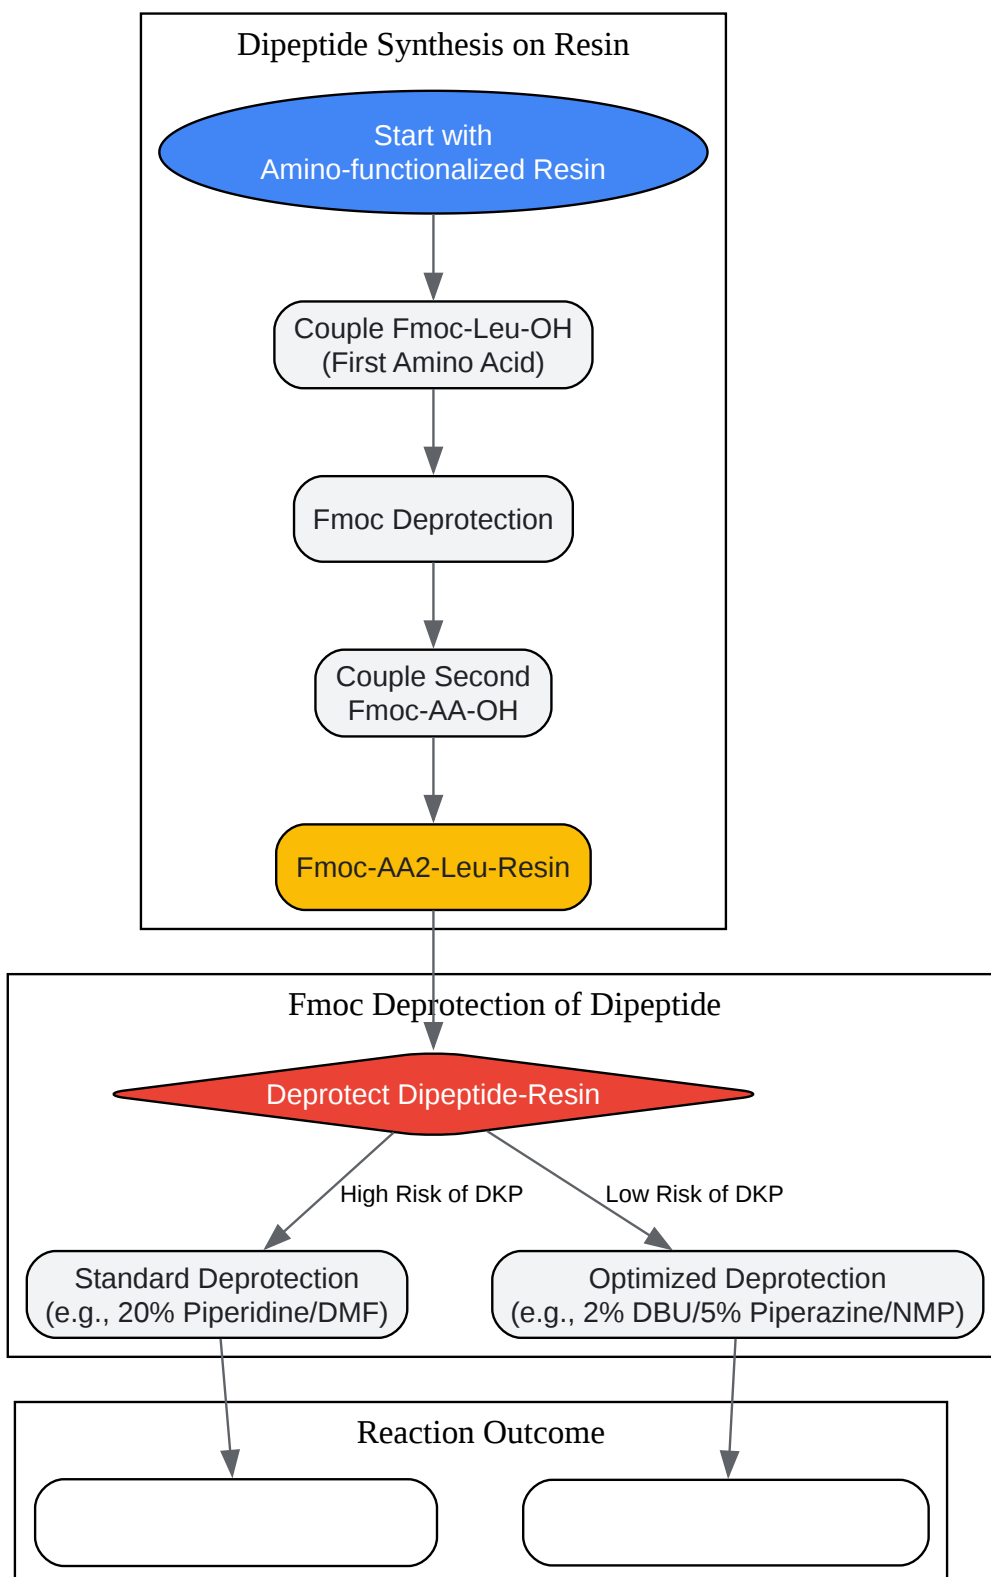 Dipeptide Synthesis on Resin
Start with
Amino-functionalized Resin
Couple Fmoc-Leu-OH
(First Amino Acid)
Fmoc Deprotection
Couple Second
Fmoc-AA-OH
Fmoc-AA2-Leu-Resin
Fmoc Deprotection of Dipeptide
Deprotect Dipeptide-Resin
High Risk of DKP
Low Risk of DKP
Standard Deprotection
(e.g., 20% Piperidine/DMF)
Optimized Deprotection
(e.g., 2% DBU/5% Piperazine/NMP)
Reaction Outcome